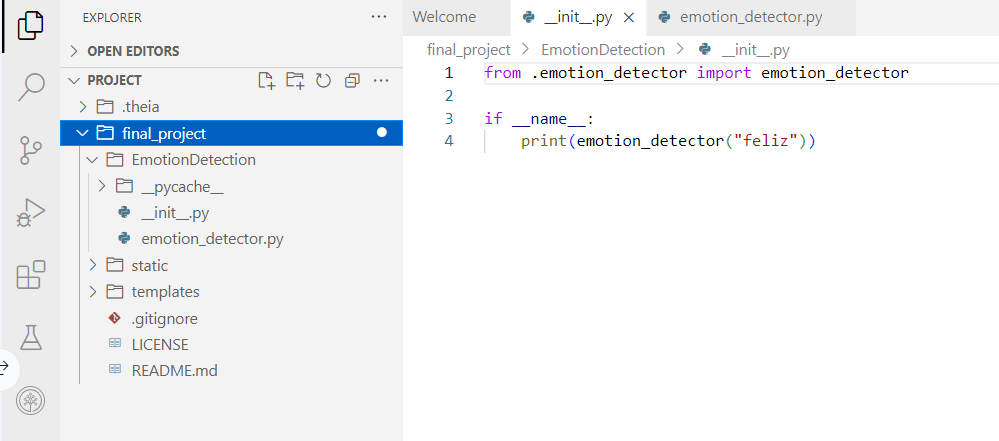 EXPLORER
OPEN EDITORS
PROJECT
.theia
final_project
EmotionDetection
__pycache__
__init__.py
emotion_detector.py
static
templates
.gitignore
LICENSE
README.md
Welcome
__init__.py
emotion_detector.py
final_project > EmotionDetection > __init__.py
1 from .emotion_detector import emotion_detector
2
3 if __name__:
4     print(emotion_detector("feliz"))